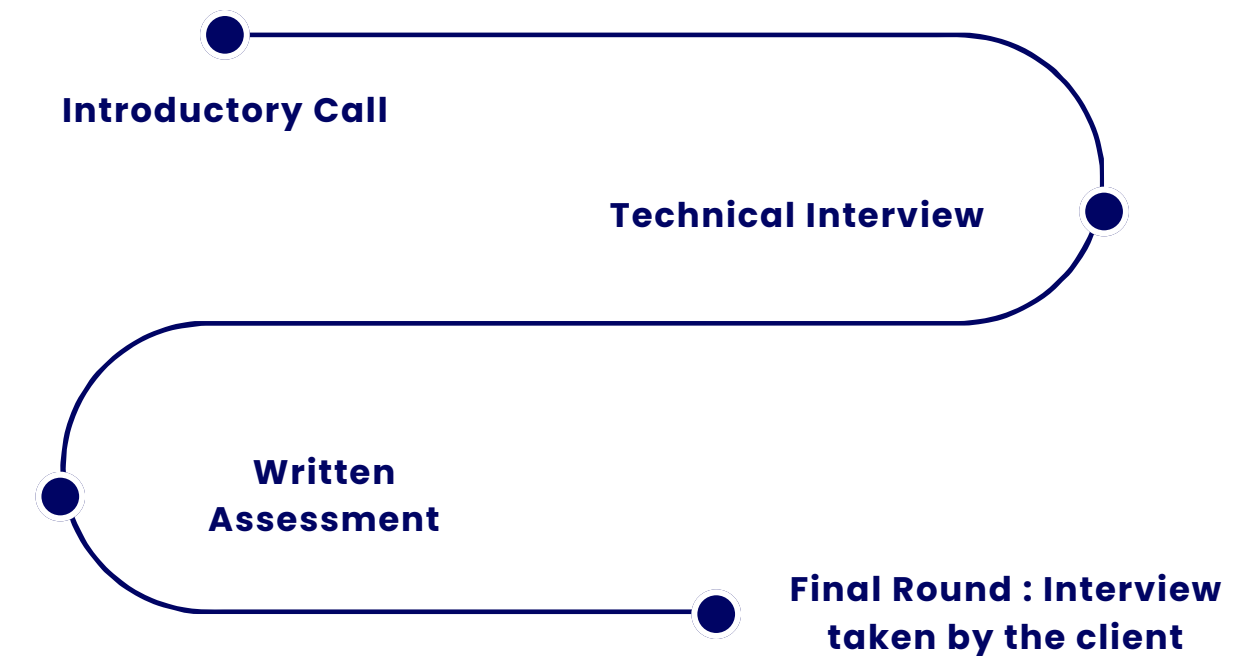 Introductory Call
Technical Interview
Written
Assessment
Final Round : Interview
taken by the client